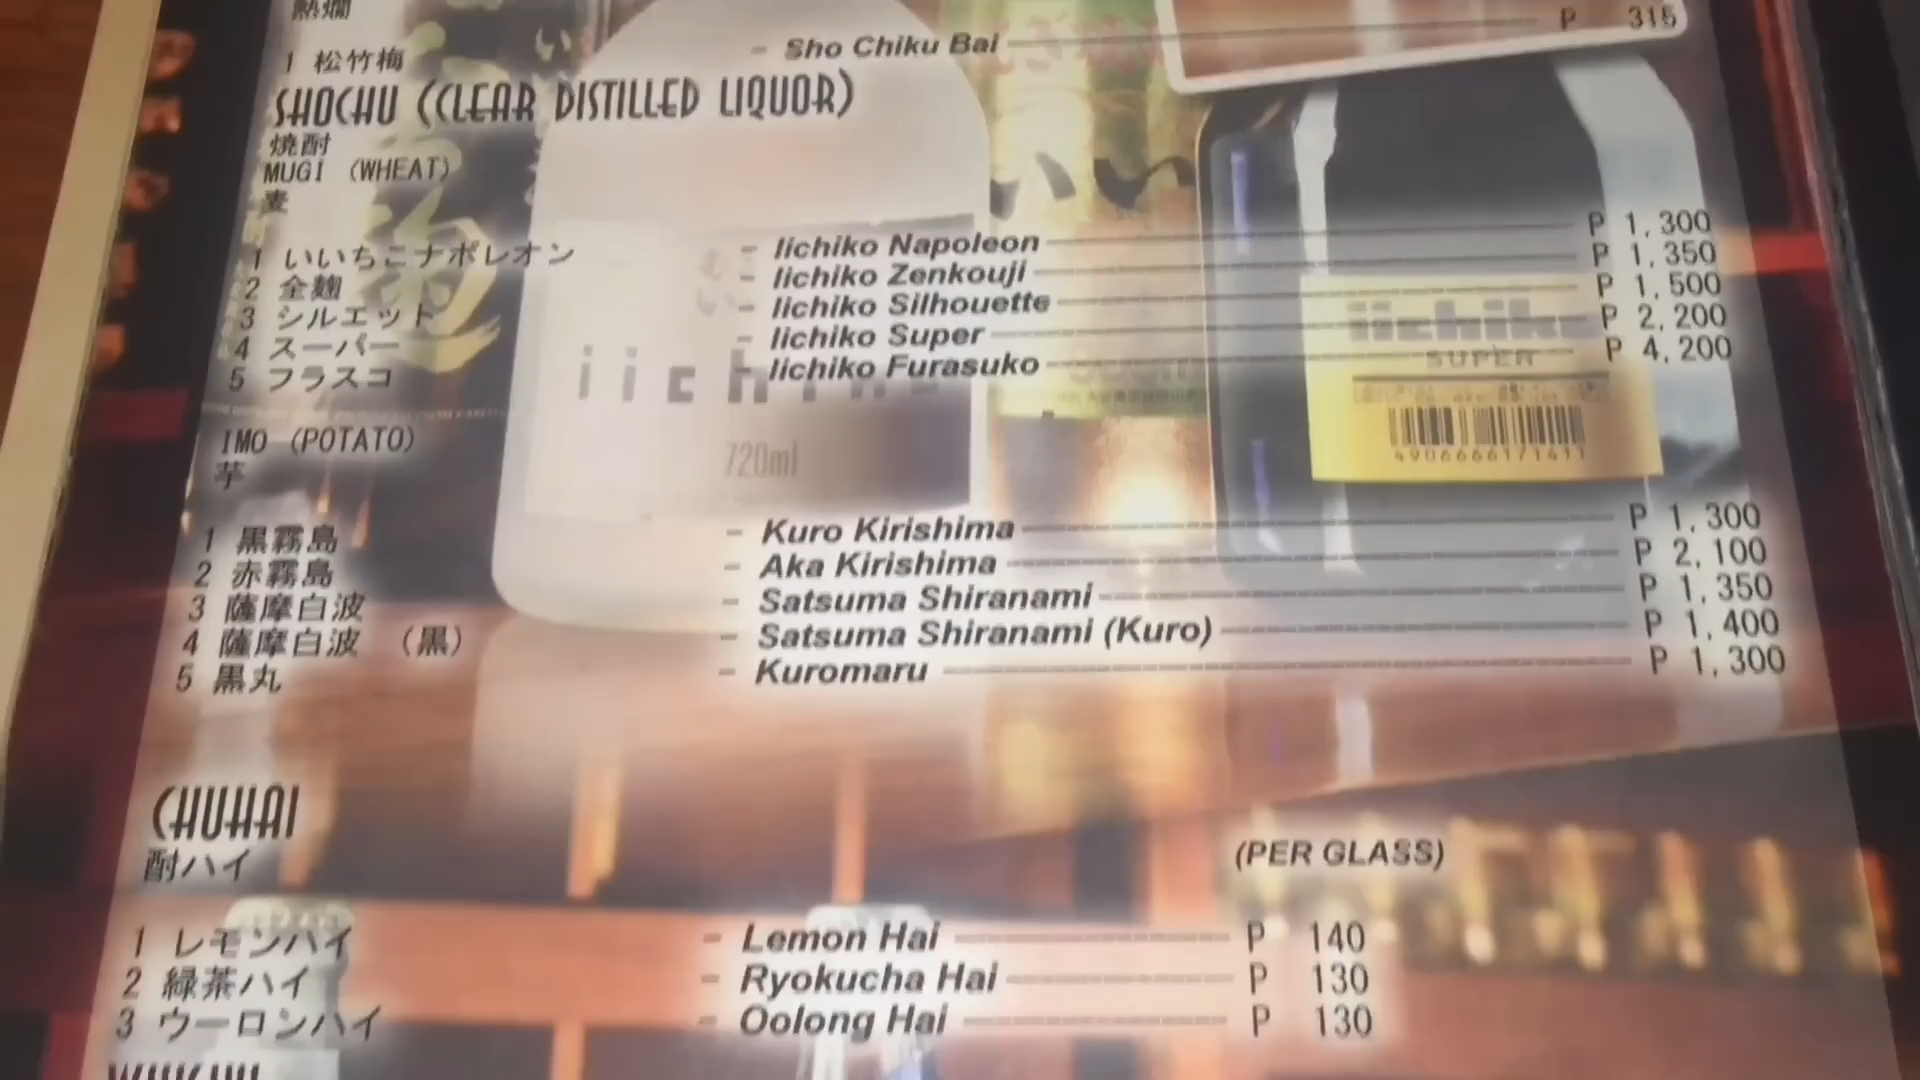 熱燗
1 松竹梅 - Sho Chiku Bai P 315
SHOCHU (CLEAR DISTILLED LIQUOR)
焼酎
MUGI (WHEAT)
麦
1 いいちこナポレオン - Iichiko Napoleon P 1,300
2 全麹 - Iichiko Zenkouji P 1,350
3 シルエット - Iichiko Silhouette P 1,500
4 スーパー - Iichiko Super P 2,200
5 フラスコ Iichiko Furasuko P 4,200
IMO (POTATO)
芋
1 黒霧島 - Kuro Kirishima P 1,300
2 赤霧島 - Aka Kirishima P 2,100
3 薩摩白波 - Satsuma Shiranami P 1,350
4 薩摩白波 (黒) - Satsuma Shiranami (Kuro) P 1,400
5 黒丸 - Kuromaru P 1,300
CHUHAI
酎ハイ
(PER GLASS)
1 レモンハイ - Lemon Hai P 140
2 緑茶ハイ - Ryokucha Hai P 130
3 ウーロンハイ - Oolong Hai P 130
いい
iichiko
720ml
iichiko
SUPER
4906666171411